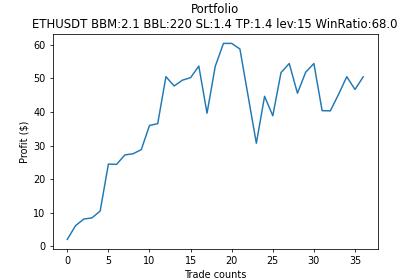 Portfolio
ETHUSDT BBM:2.1 BBL:220 SL:1.4 TP:1.4 lev:15 WinRatio:68.0
Profit ($)
60
50
40
30
20
10
0
0 5 10 15 20 25 30 35
Trade counts